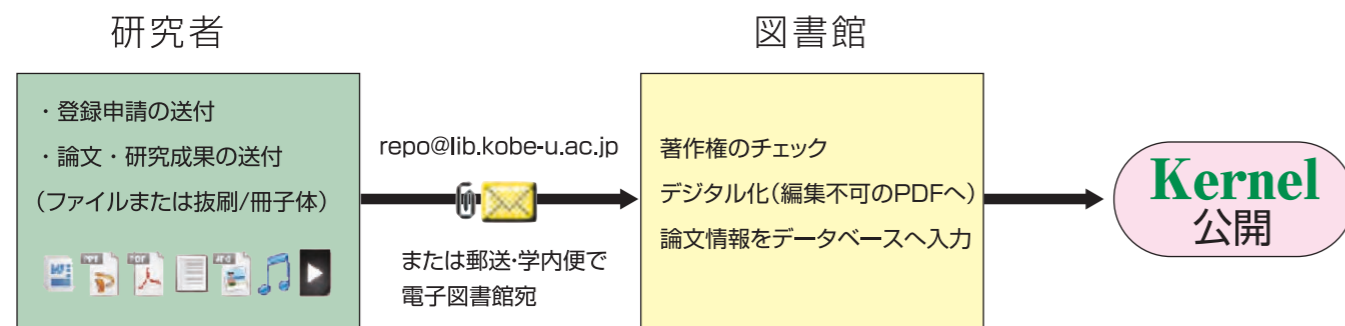 研究者
・登録申請の送付
・論文・研究成果の送付
（ファイルまたは抜刷/冊子体）
repo@lib.kobe-u.ac.jp
または郵送・学内便で
電子図書館宛
図書館
著作権のチェック
デジタル化（編集不可のPDFへ）
論文情報をデータベースへ入力
Kernel
公開